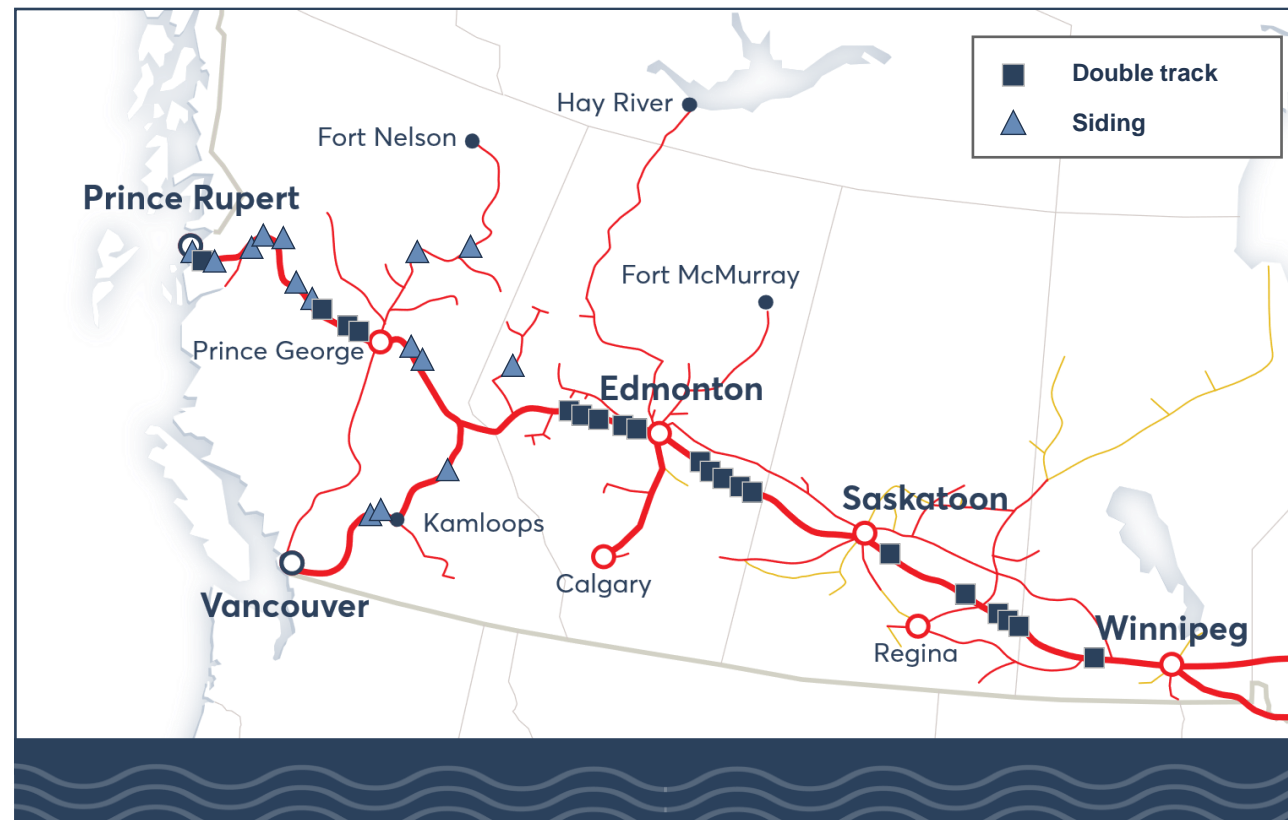 Double track
Hay River
Siding
Fort Nelson
Prince Rupert
Fort McMurray
Prince George
Edmonton
Saskatoon
Kamloops
Calgary
Vancouver
Winnipeg
Regina